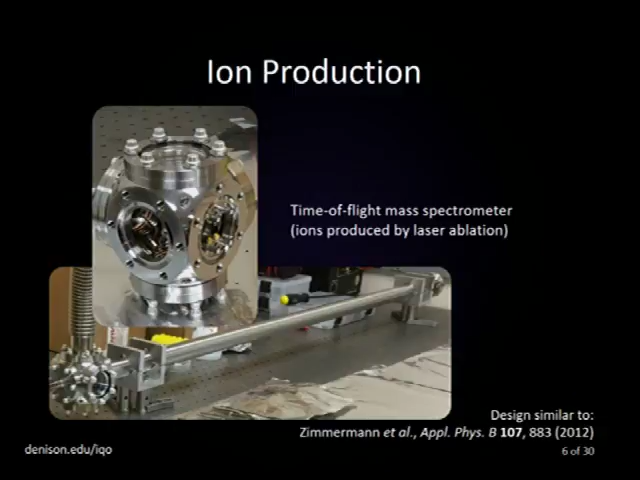 Ion Production
Time-of-flight mass spectrometer
(ions produced by laser ablation)
Design similar to:
Zimmermann et al., Appl. Phys. B 107, 883 (2012)
denison.edu/iqo
6 of 30